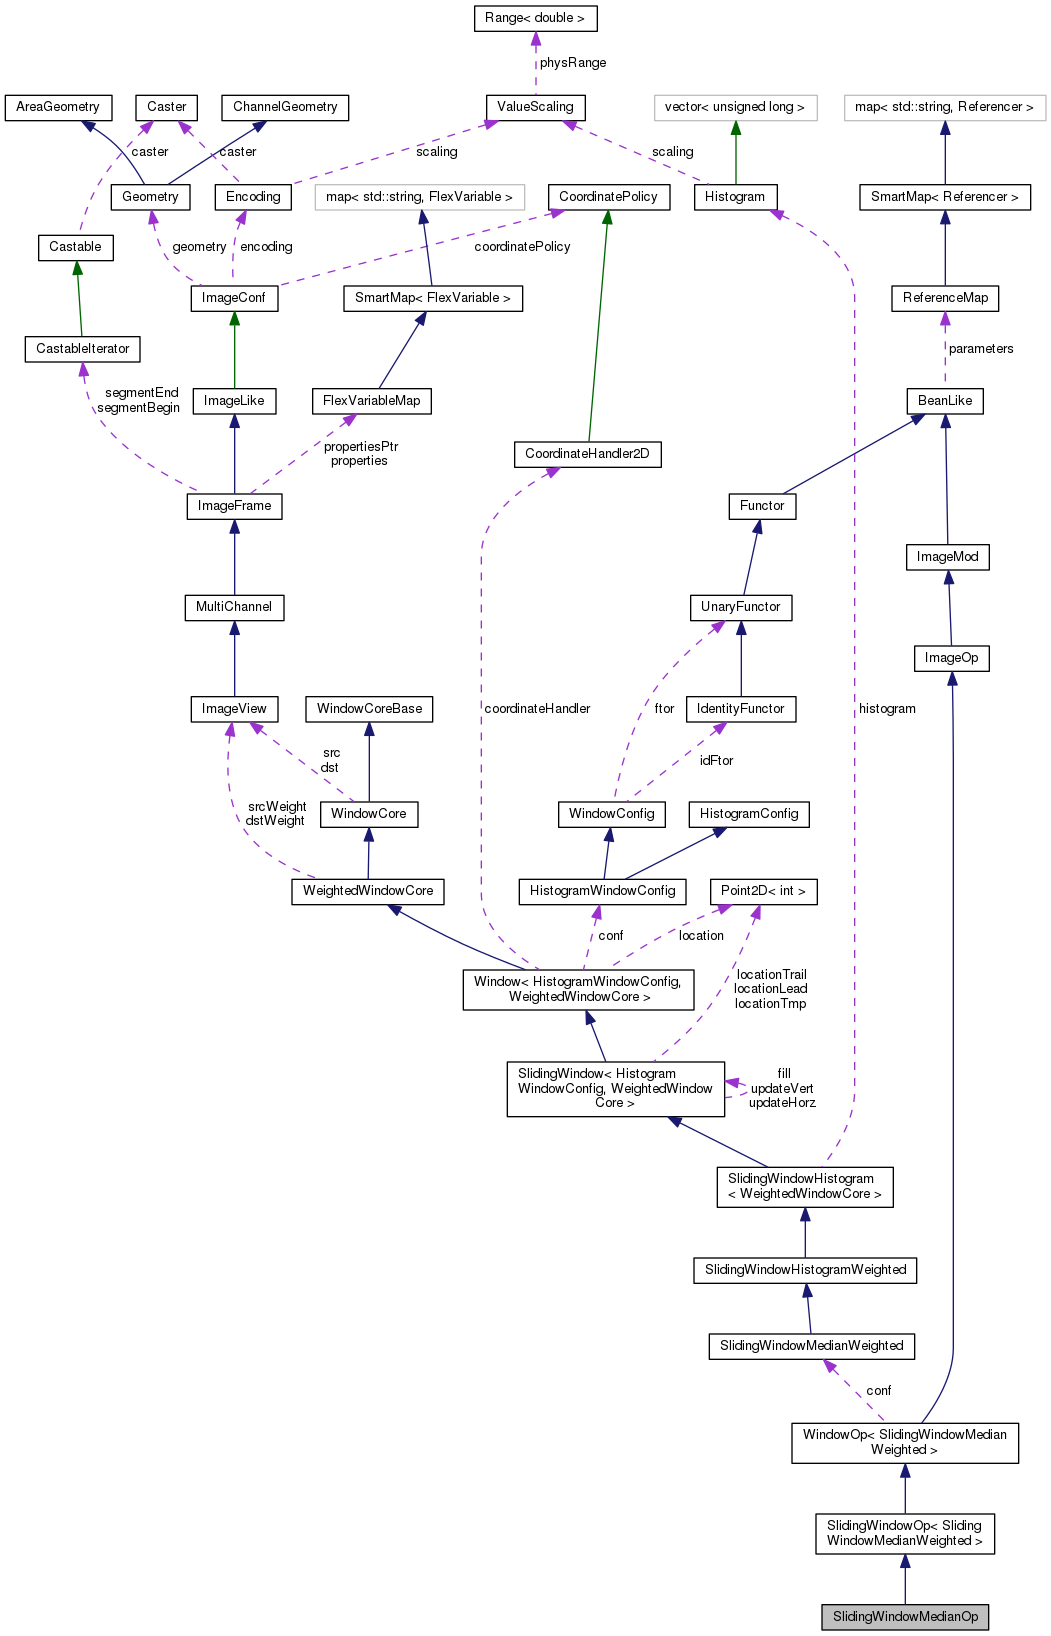 Range< double >
physRange
AreaGeometry
Caster
ChannelGeometry
ValueScaling
vector< unsigned long >
map< std::string, Referencer >
caster
caster
scaling
scaling
Geometry
Encoding
map< std::string, FlexVariable >
CoordinatePolicy
Histogram
SmartMap< Referencer >
Castable
geometry
encoding
coordinatePolicy
ImageConf
SmartMap< FlexVariable >
ReferenceMap
CastableIterator
parameters
segmentEnd
segmentBegin
ImageLike
FlexVariableMap
BeanLike
propertiesPtr
properties
CoordinateHandler2D
ImageFrame
Functor
ImageMod
MultiChannel
UnaryFunctor
ImageOp
ImageView
WindowCoreBase
coordinateHandler
ftor
IdentityFunctor
histogram
src
dst
idFtor
srcWeight
dstWeight
WindowCore
WindowConfig
HistogramConfig
WeightedWindowCore
HistogramWindowConfig
Point2D< int >
conf
location
Window< HistogramWindowConfig,
WeightedWindowCore >
locationTrail
locationLead
locationTmp
SlidingWindow< Histogram
WindowConfig, WeightedWindow
Core >
fill
updateVert
updateHorz
SlidingWindowHistogram
< WeightedWindowCore >
SlidingWindowHistogramWeighted
SlidingWindowMedianWeighted
conf
WindowOp< SlidingWindowMedian
Weighted >
SlidingWindowOp< Sliding
WindowMedianWeighted >
SlidingWindowMedianOp